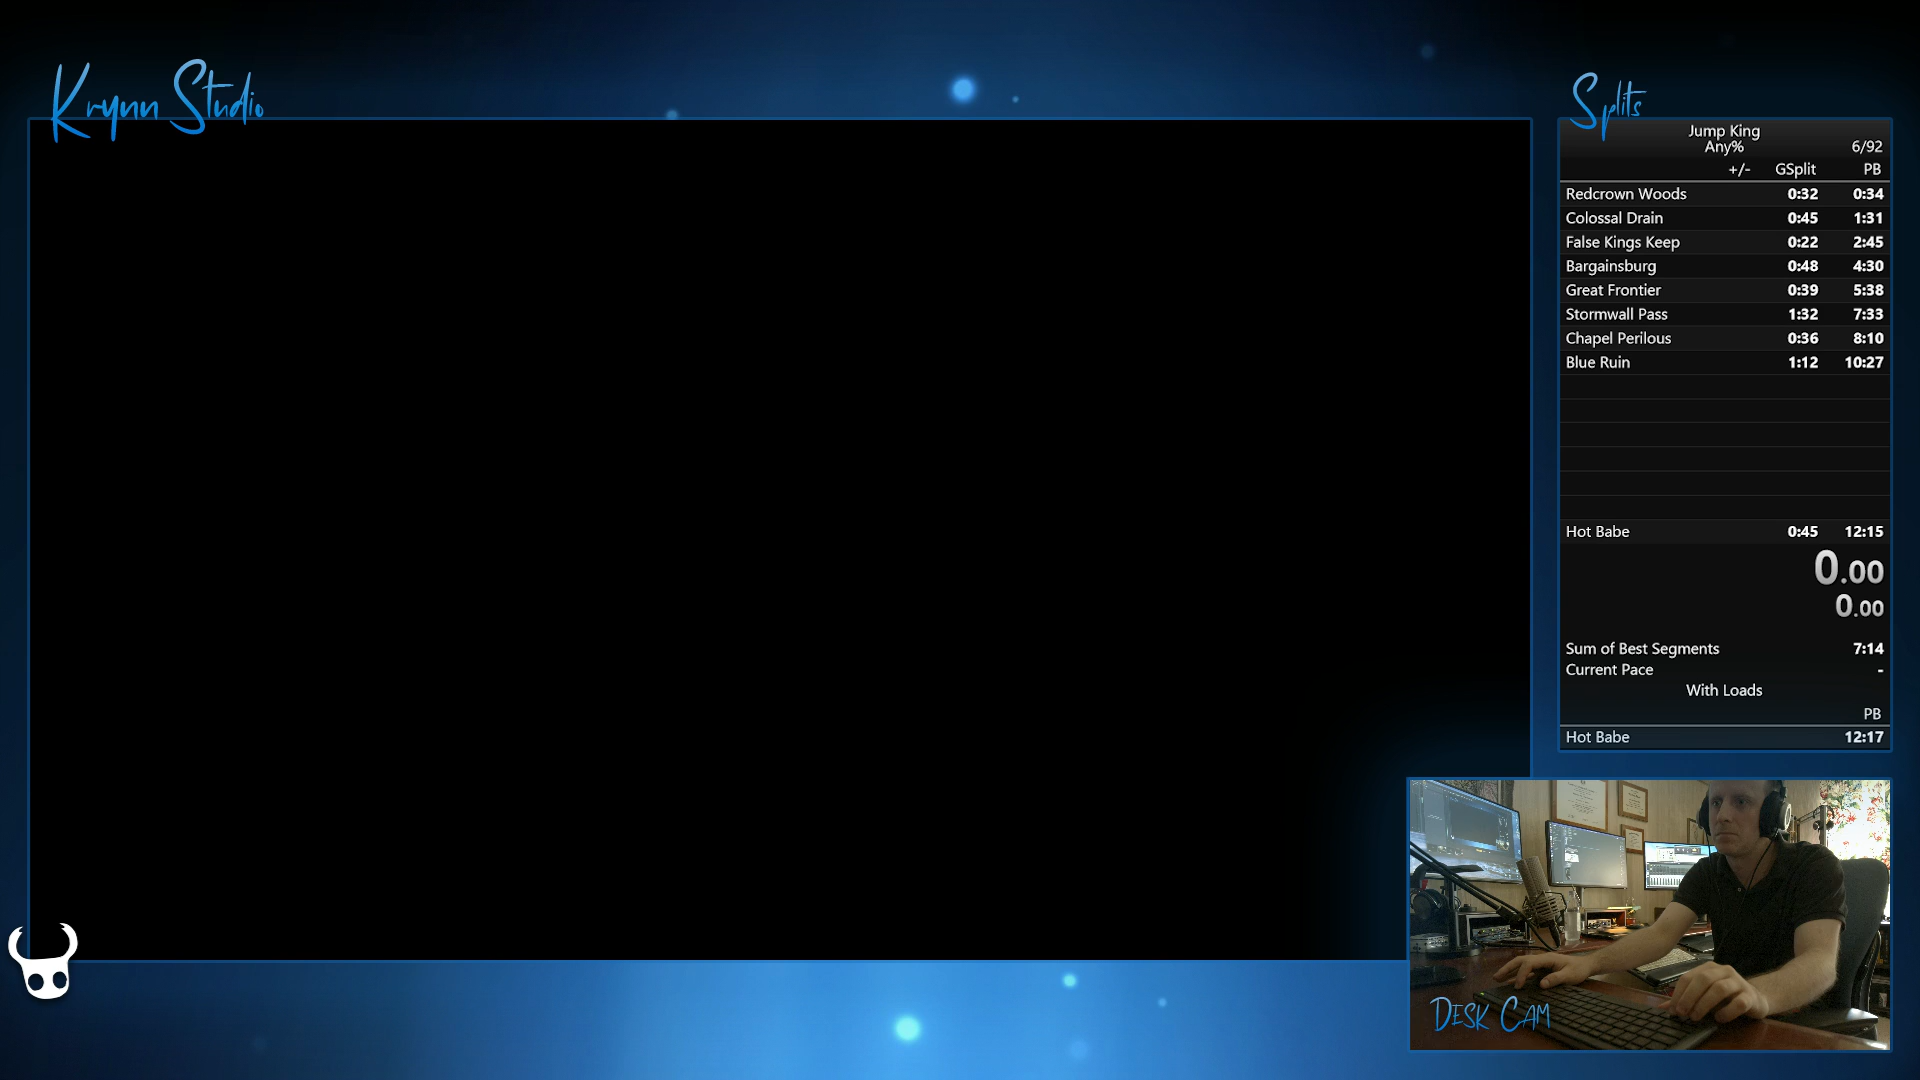 Krynn Studio
Splits
Jump King
Any%
6/92
+/- GSplit PB
Redcrown Woods 0:32 0:34
Colossal Drain 0:45 1:31
False Kings Keep 0:22 2:45
Bargainsburg 0:48 4:30
Great Frontier 0:39 5:38
Stormwall Pass 1:32 7:33
Chapel Perilous 0:36 8:10
Blue Ruin 1:12 10:27
Hot Babe 0:45 12:15
0.00
0.00
Sum of Best Segments 7:14
Current Pace -
With Loads
PB
Hot Babe 12:17
Desk Cam